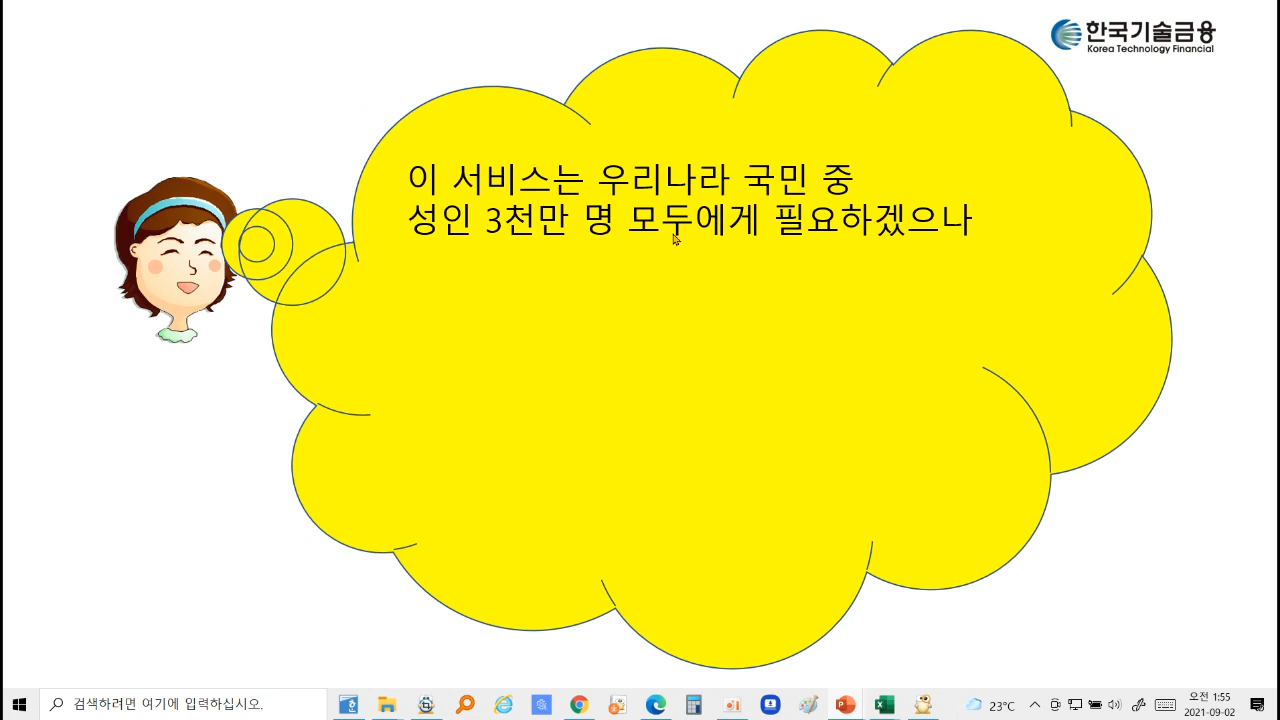 한국기술금융
Korea Technology Financial
이 서비스는 우리나라 국민 중
성인 3천만 명 모두에게 필요하겠으나
검색하려면 여기에 입력하십시오.
23°C
오전 1:55
2021-09-02